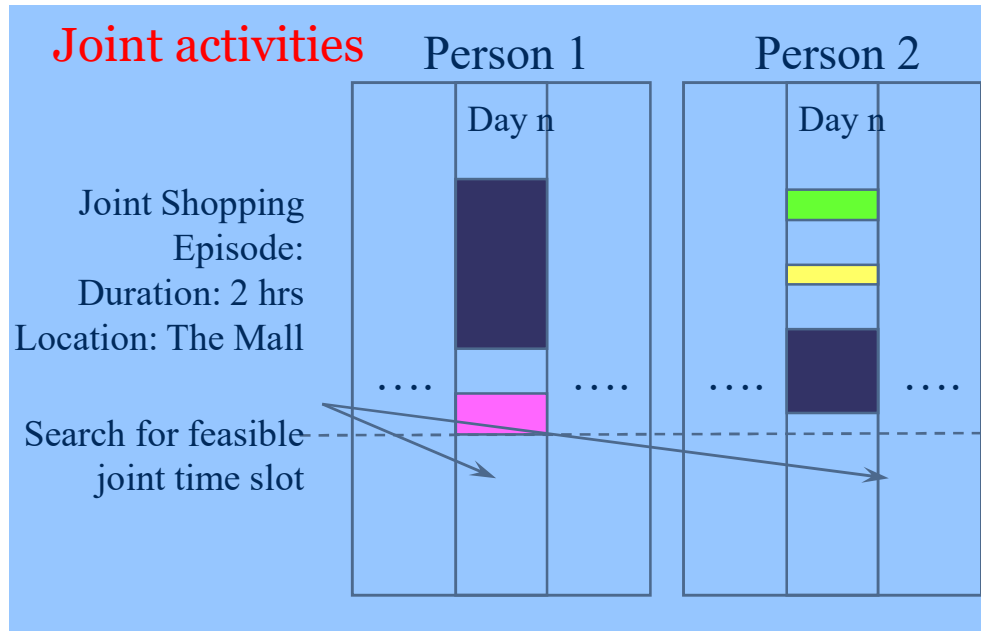 Joint activities
Person 1
Person 2
Day n
Day n
Joint Shopping
Episode:
Duration: 2 hrs
Location: The Mall
....
....
....
....
Search for feasible
joint time slot